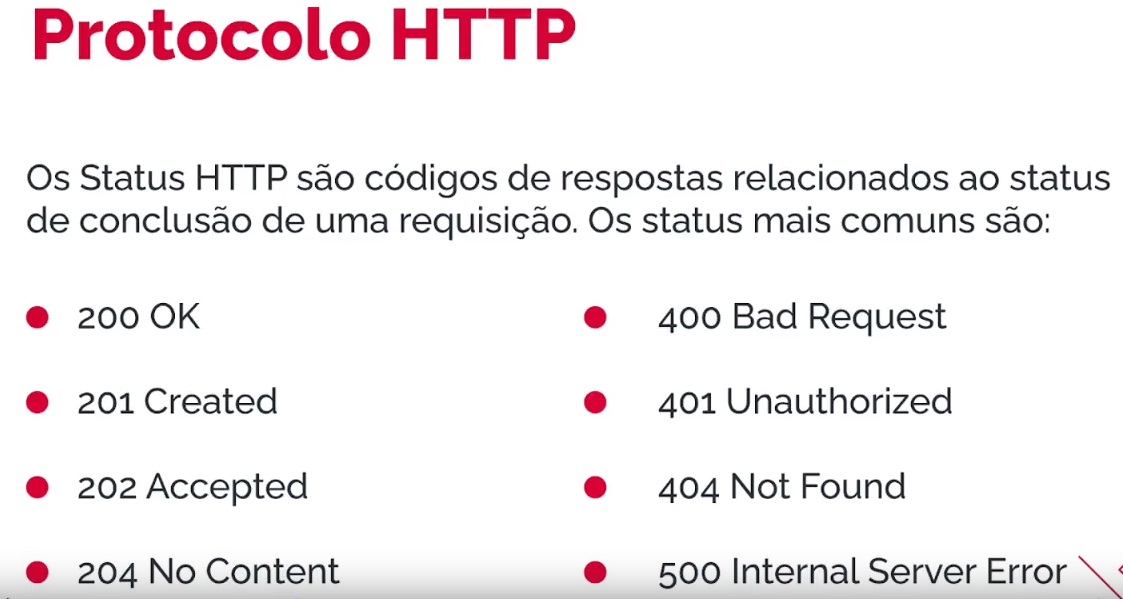 Protocolo HTTP
Os Status HTTP são códigos de respostas relacionados ao status
de conclusão de uma requisição. Os status mais comuns são:
200 OK
201 Created
202 Accepted
204 No Content
400 Bad Request
401 Unauthorized
404 Not Found
500 Internal Server Error